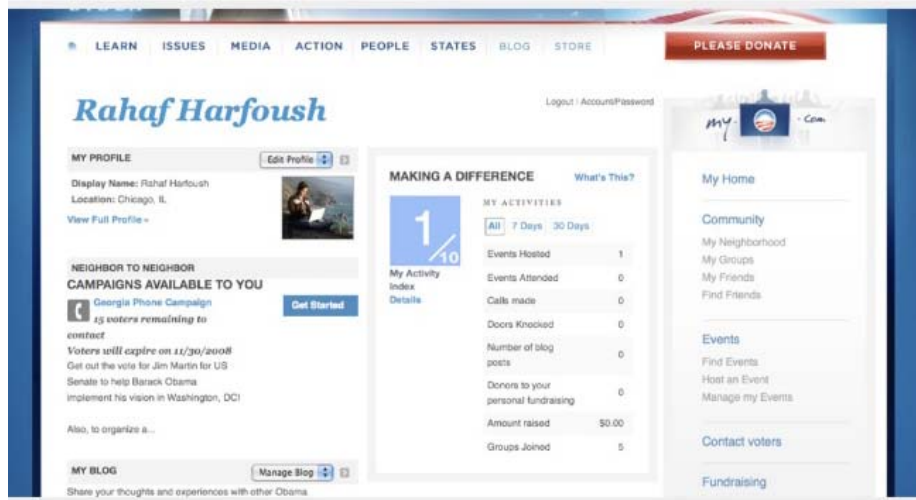 LEARN ISSUES MEDIA ACTION PEOPLE STATES BLOG STORE
PLEASE DONATE
Rahaf Harfoush
Logout | Account/Password
my. .com
MY PROFILE
Edit Profile
Display Name: Rahaf Harfoush
Location: Chicago, IL
View Full Profile »
NEIGHBOR TO NEIGHBOR
CAMPAIGNS AVAILABLE TO YOU
Georgia Phone Campaign
15 voters remaining to
contact
Get Started
Voters will expire on 11/30/2008
Get out the vote for Jim Martin for US
Senate to help Barack Obama
implement his vision in Washington, DC!
Also, to organize a...
MY BLOG
Manage Blog
Share your thoughts and experiences with other Obama
MAKING A DIFFERENCE
What's This?
1/10
My Activity
Index
Details
MY ACTIVITIES
All 7 Days 30 Days
Events Hosted 1
Events Attended 0
Calls made 0
Doors Knocked 0
Number of blog
posts 0
Donors to your
personal fundraising 0
Amount raised $0.00
Groups Joined 5
My Home
Community
My Neighborhood
My Groups
My Friends
Find Friends
Events
Find Events
Host an Event
Manage my Events
Contact voters
Fundraising